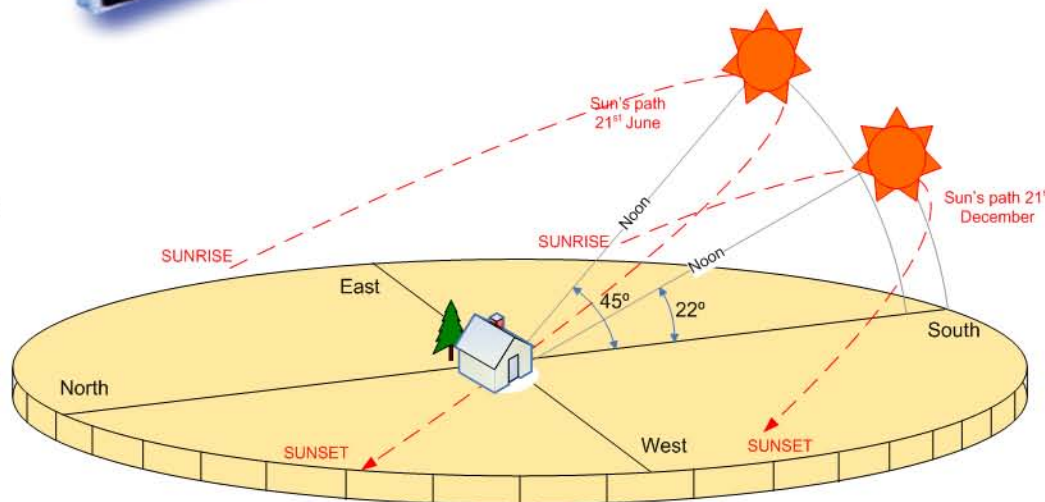 Sun's path
21st June
Sun's path 21
December
SUNRISE
SUNRISE
Noon
Noon
East
45º
22º
South
North
West
SUNSET
SUNSET